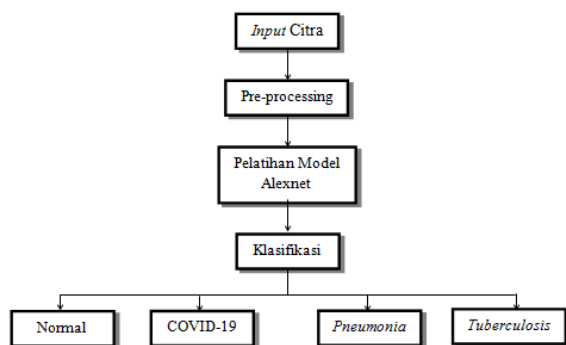 Input Citra
Pre-processing
Pelatihan Model
Alexnet
Klasifikasi
Normal
COVID-19
Pneumonia
Tuberculosis